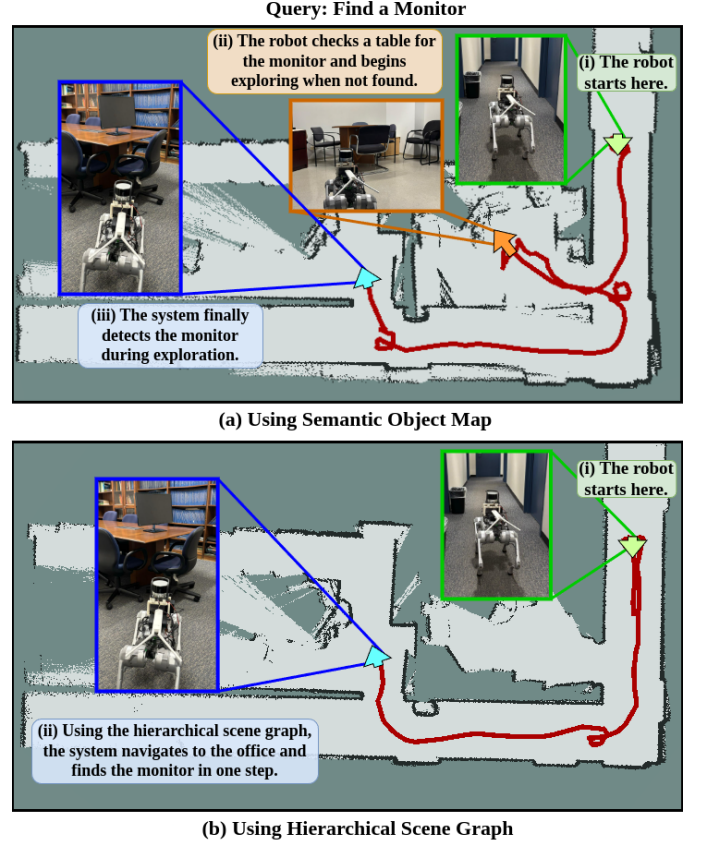 Query: Find a Monitor
(ii) The robot checks a table for
the monitor and begins
exploring when not found.
(i) The robot
starts here.
(iii) The system finally
detects the monitor
during exploration.
(a) Using Semantic Object Map
(i) The robot
starts here.
(ii) Using the hierarchical scene graph,
the system navigates to the office and
finds the monitor in one step.
(b) Using Hierarchical Scene Graph